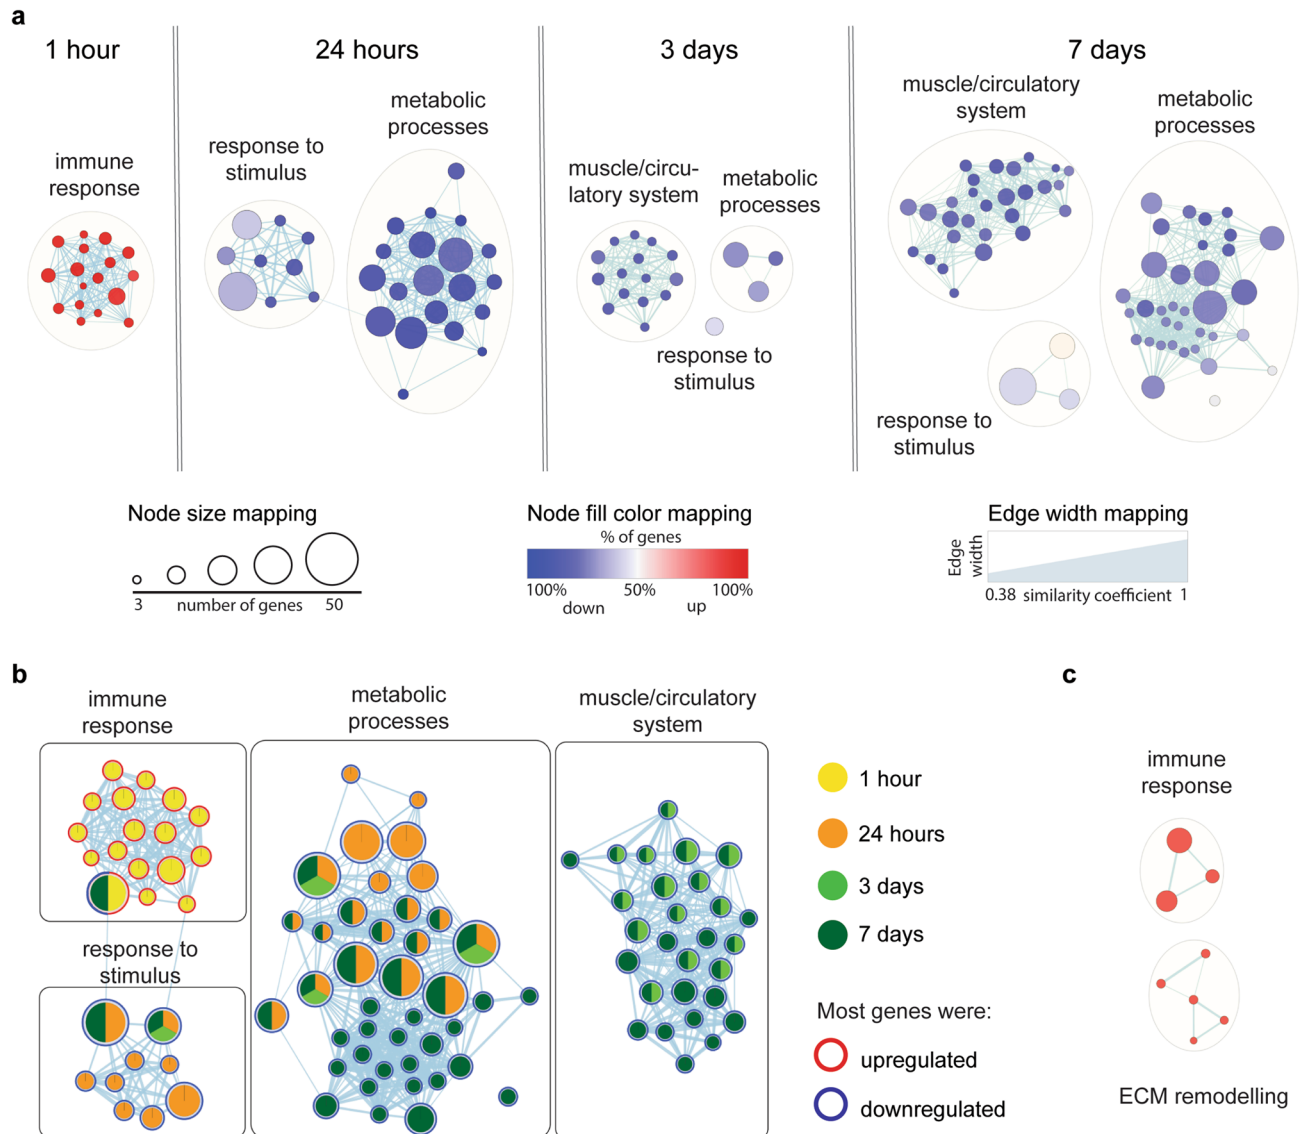 a
1 hour
24 hours
3 days
7 days
immune
response
response to
stimulus
metabolic
processes
muscle/circu-
latory system
metabolic
processes
response to
stimulus
muscle/circulatory
system
metabolic
processes
response to
stimulus
Node size mapping
3 number of genes 50
Node fill color mapping
% of genes
100% 50% 100%
down up
Edge width mapping
Edge
width
0.38 similarity coefficient 1
b
immune
response
metabolic
processes
muscle/circulatory
system
response to
stimulus
1 hour
24 hours
3 days
7 days
Most genes were:
upregulated
downregulated
c
immune
response
ECM remodelling